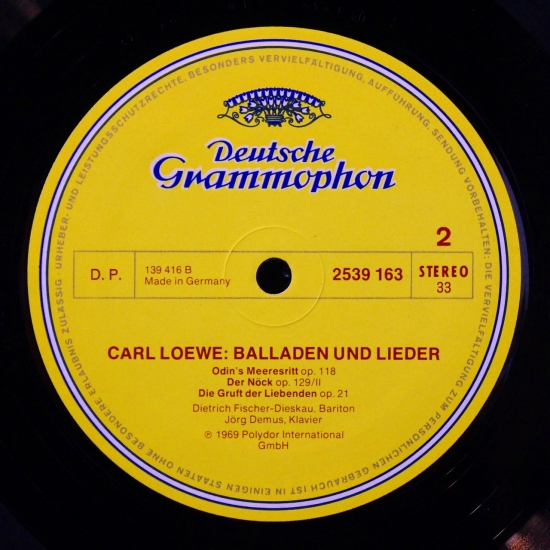 Deutsche
Grammophon
2
D. P.
139 416 B
Made in Germany
2539 163
STEREO
33
CARL LOEWE: BALLADEN UND LIEDER
Odin's Meeresritt op. 118
Der Nöck op. 129/II
Die Gruft der Liebenden op. 21
Dietrich Fischer-Dieskau, Bariton
Jörg Demus, Klavier
℗ 1969 Polydor International
GmbH
URHEBER- UND LEISTUNGSSCHUTZRECHTE, BESONDERS VERVIELFÄLTIGUNG, AUFFÜHRUNG, SENDUNG VORBEHALTEN: DIE VERVIELFÄLTIGUNG ZUM PERSÖNLICHEN GEBRAUCH IST IN EINIGEN STAATEN OHNE BESONDERE ERLAUBNIS ZULÄSSIG ·